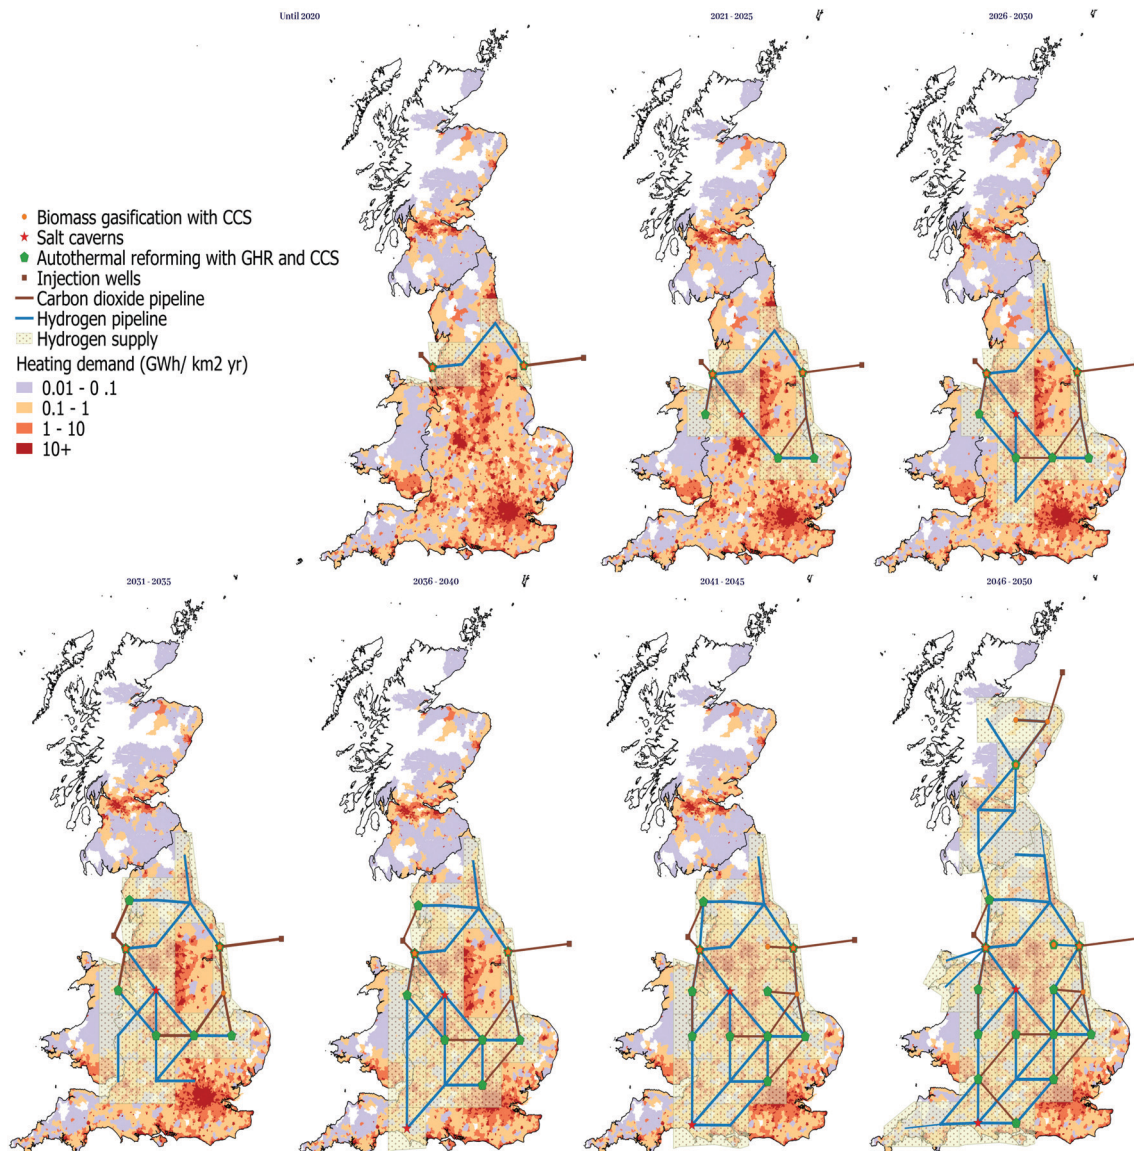 Until 2020
2021 - 2025
2026 - 2030
Biomass gasification with CCS
Salt caverns
Autothermal reforming with GHR and CCS
Injection wells
Carbon dioxide pipeline
Hydrogen pipeline
Hydrogen supply
Heating demand (GWh/ km2 yr)
0.01 - 0 .1
0.1 - 1
1 - 10
10+
2031 - 2035
2036 - 2040
2041 - 2045
2046 - 2050